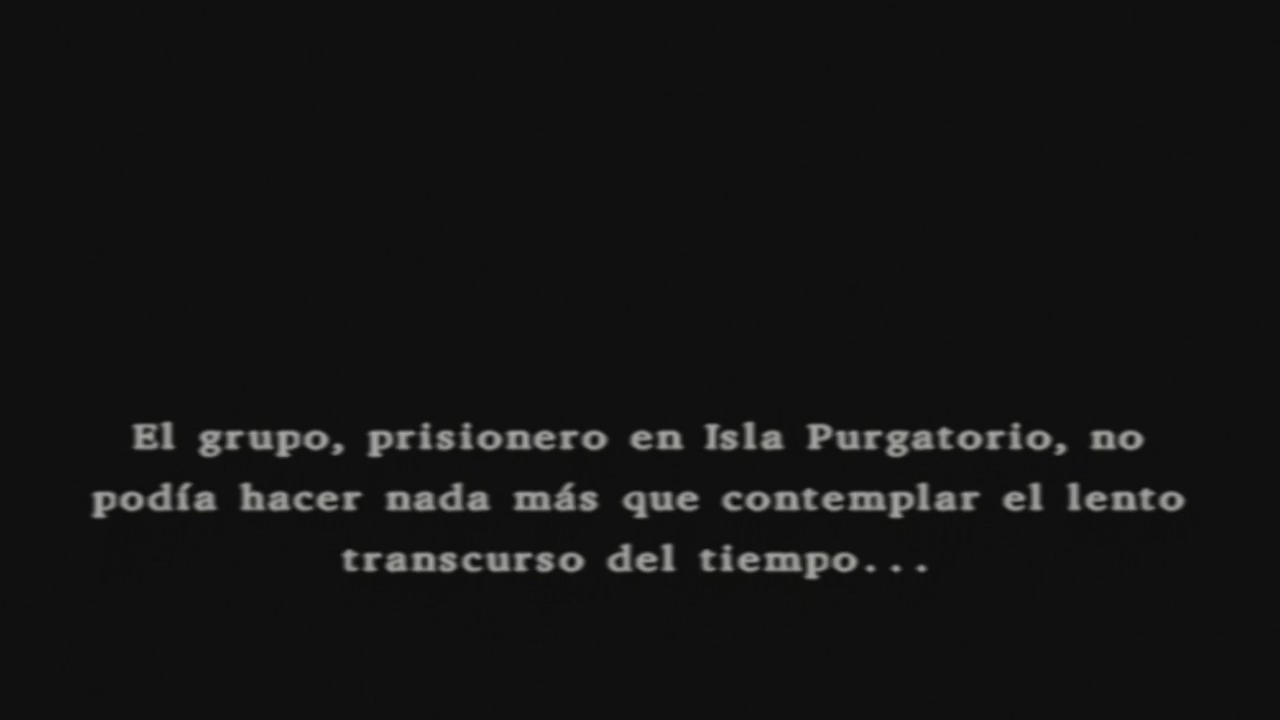 El grupo, prisionero en Isla Purgatorio, no
podía hacer nada más que contemplar el lento
transcurso del tiempo...